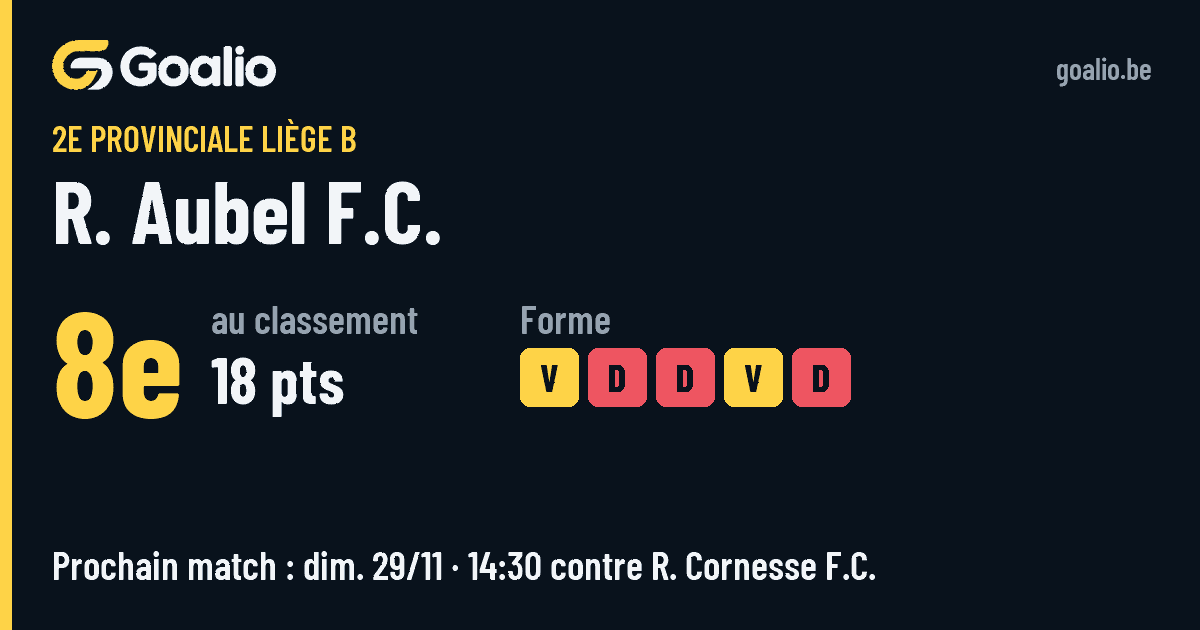 Goalio
goalio.be
2E PROVINCIALE LIÈGE B
R. Aubel F.C.
8e
au classement
18 pts
Forme
V D D V D
Prochain match : dim. 29/11 · 14:30 contre R. Cornesse F.C.